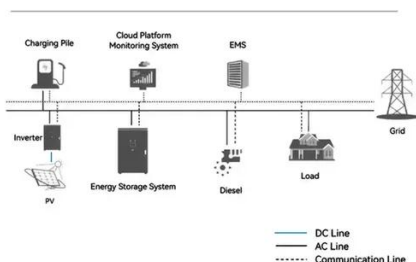 Charging Pile
Cloud Platform
Monitoring System
EMS
Grid
Inverter
PV
Energy Storage System
Diesel
Load
DC Line
AC Line
Communication Line